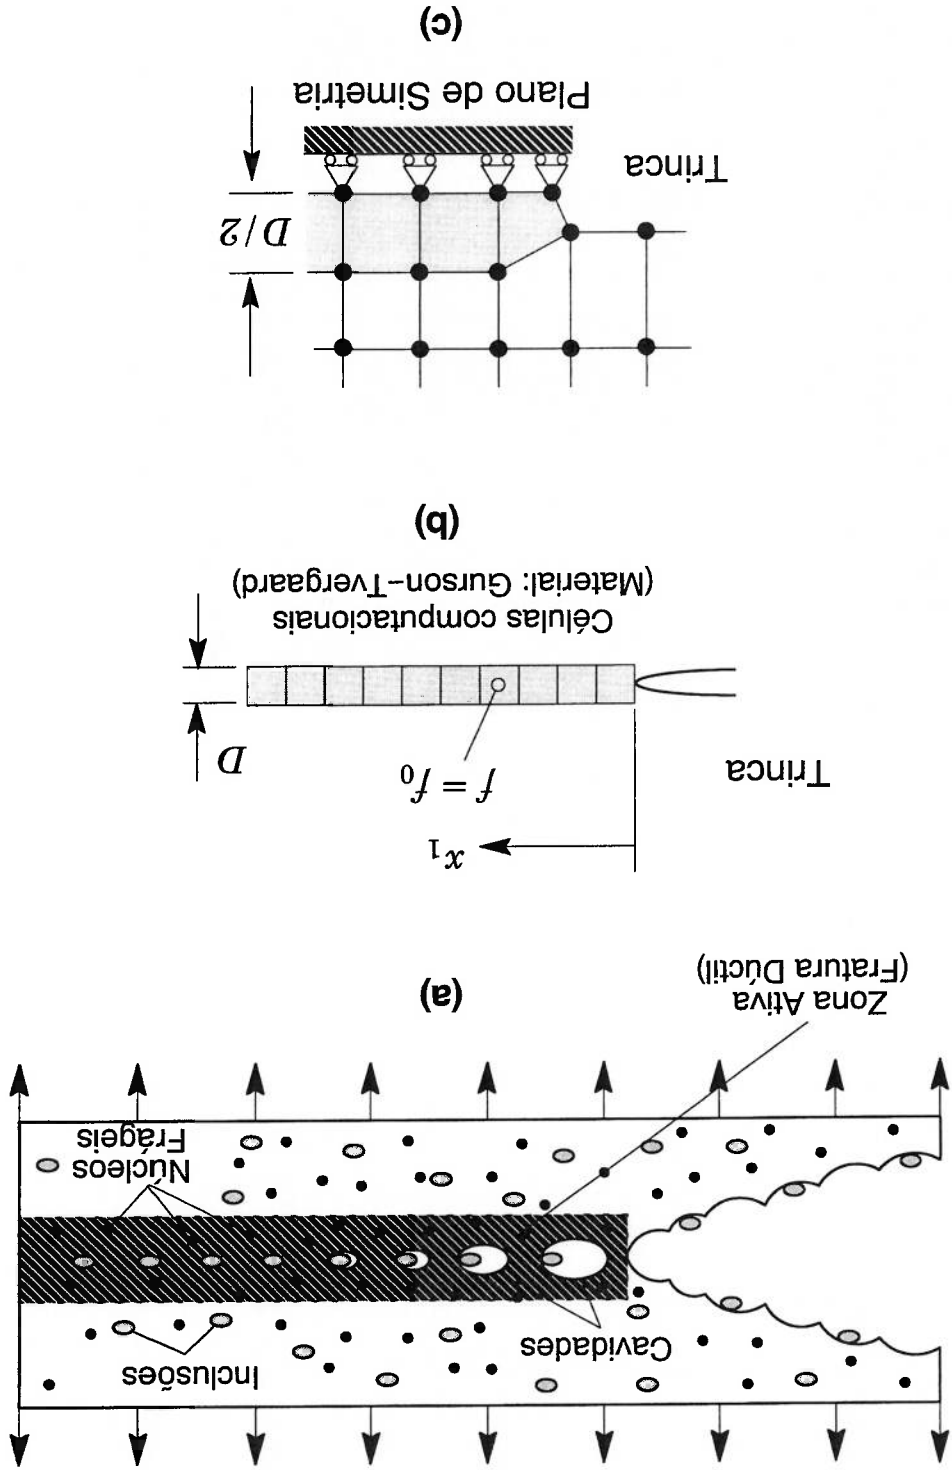 Inclusões
Cavidades
Núcleos
Frágeis
Zona Ativa
(Fratura Dúctil)
(a)
x1
Trinca
f = f0
D
Células computacionais
(Material: Gurson-Tvergaard)
(b)
D/2
Trinca
Plano de Simetria
(c)